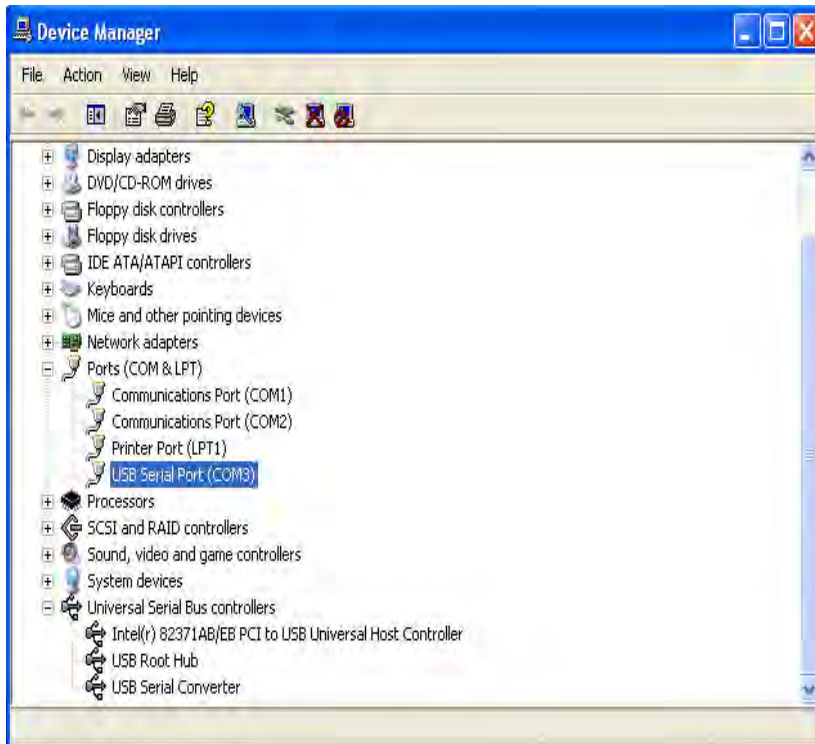 Device Manager
File Action View Help
Display adapters
DVD/CD-ROM drives
Floppy disk controllers
Floppy disk drives
IDE ATA/ATAPI controllers
Keyboards
Mice and other pointing devices
Network adapters
Ports (COM & LPT)
Communications Port (COM1)
Communications Port (COM2)
Printer Port (LPT1)
USB Serial Port (COM3)
Processors
SCSI and RAID controllers
Sound, video and game controllers
System devices
Universal Serial Bus controllers
Intel(r) 82371AB/EB PCI to USB Universal Host Controller
USB Root Hub
USB Serial Converter